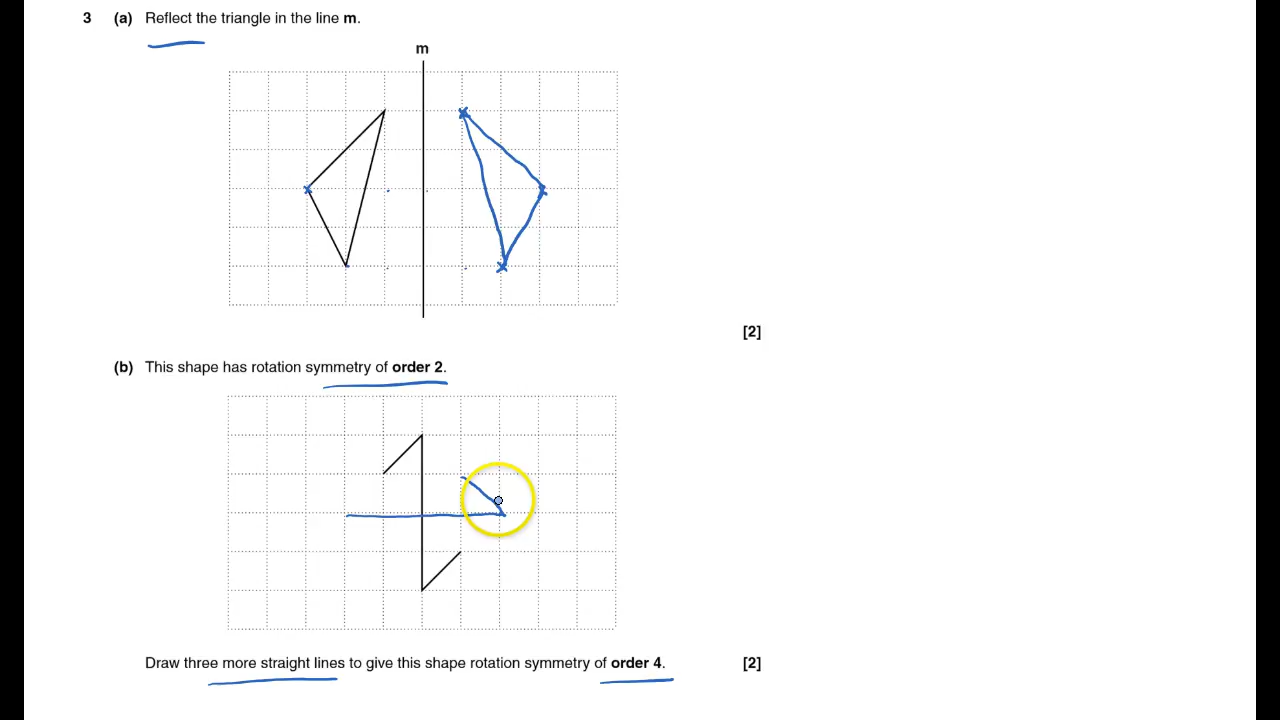 3 (a) Reflect the triangle in the line m.
m
[2]
(b) This shape has rotation symmetry of order 2.
Draw three more straight lines to give this shape rotation symmetry of order 4. [2]